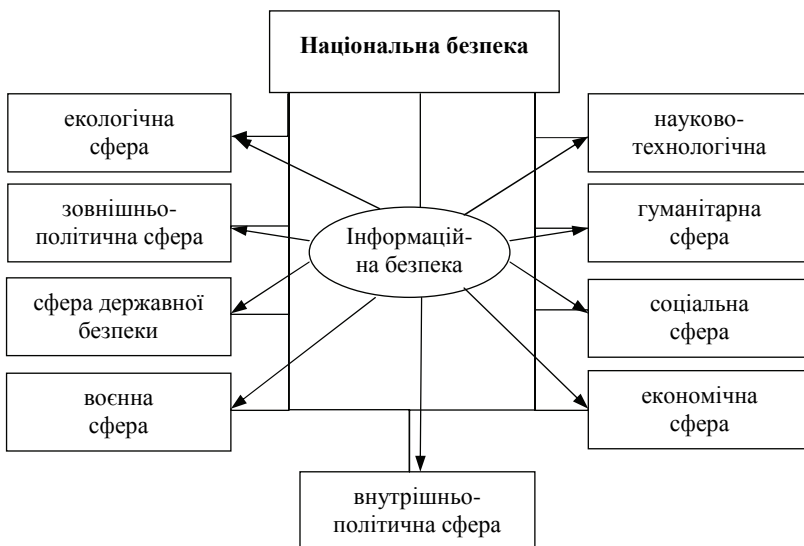 Національна безпека
екологічна
сфера
науково-
технологічна
зовнішньо-
політична сфера
Інформацій-
на безпека
гуманітарна
сфера
сфера державної
безпеки
соціальна
сфера
воєнна
сфера
економічна
сфера
внутрішньо-
політична сфера